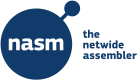 nasm
the
netwide
assembler